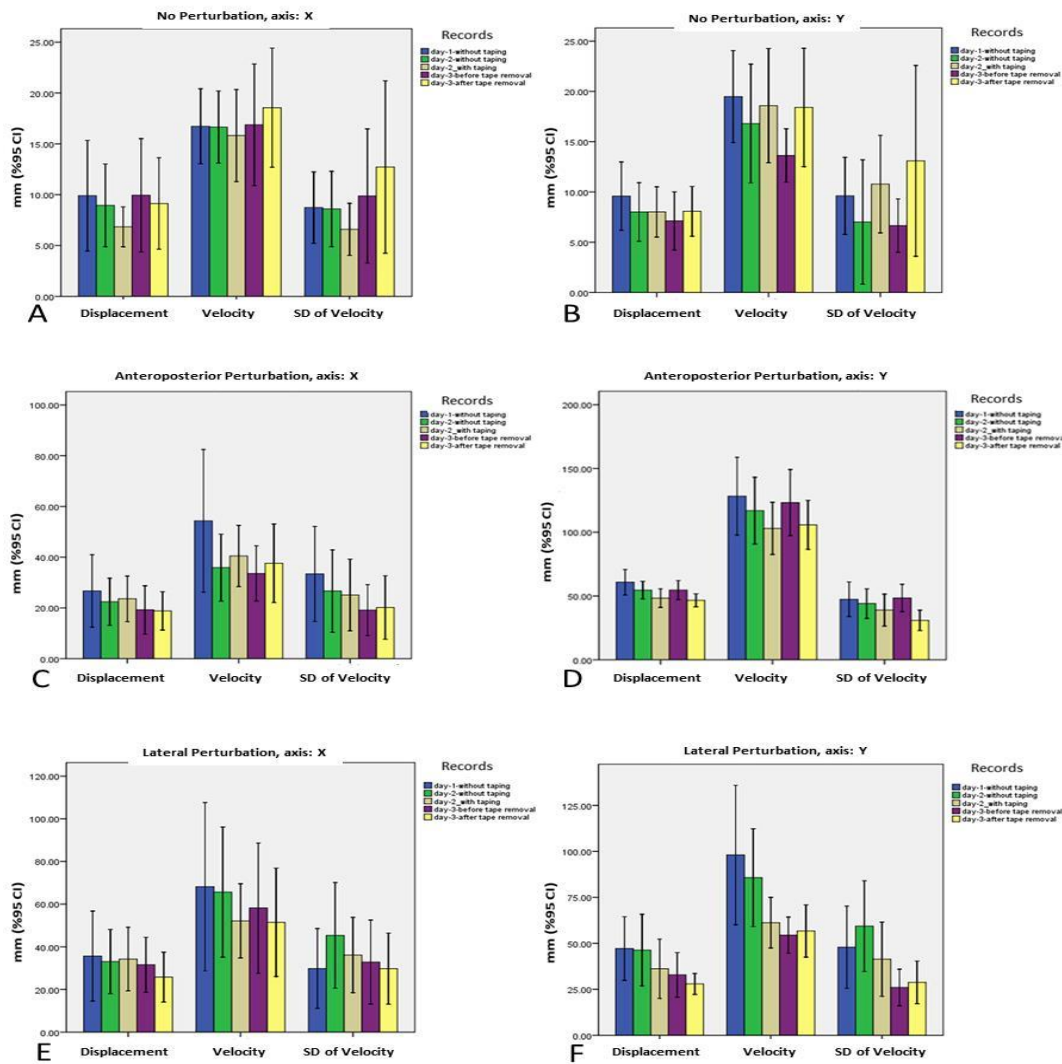 No Perturbation, axis: X
Records
day-1-without taping
day-2-without taping
day-2_with taping
day-3-before tape removal
day-3-after tape removal
mm (%95 CI)
25.00
20.00
15.00
10.00
5.00
0.00
A
Displacement
Velocity
SD of Velocity
No Perturbation, axis: Y
Records
day-1-without taping
day-2-without taping
day-2_with taping
day-3-before tape removal
day-3-after tape removal
mm (%95 CI)
25.00
20.00
15.00
10.00
5.00
0.00
B
Displacement
Velocity
SD of Velocity
Anteroposterior Perturbation, axis: X
Records
day-1-without taping
day-2-without taping
day-2_with taping
day-3-before tape removal
day-3-after tape removal
mm (%95 CI)
100.00
80.00
60.00
40.00
20.00
0.00
C
Displacement
Velocity
SD of Velocity
Anteroposterior Perturbation, axis: Y
Records
day-1-without taping
day-2-without taping
day-2_with taping
day-3-before tape removal
day-3-after tape removal
mm (%95 CI)
200.00
150.00
100.00
50.00
0.00
D
Displacement
Velocity
SD of Velocity
Lateral Perturbation, axis: X
Records
day-1-without taping
day-2-without taping
day-2_with taping
day-3-before tape removal
day-3-after tape removal
mm (%95 CI)
120.00
100.00
80.00
60.00
40.00
20.00
0.00
E
Displacement
Velocity
SD of Velocity
Lateral Perturbation, axis: Y
Records
day-1-without taping
day-2-without taping
day-2_with taping
day-3-before tape removal
day-3-after tape removal
mm (%95 CI)
125.00
100.00
75.00
50.00
25.00
0.00
F
Displacement
Velocity
SD of Velocity